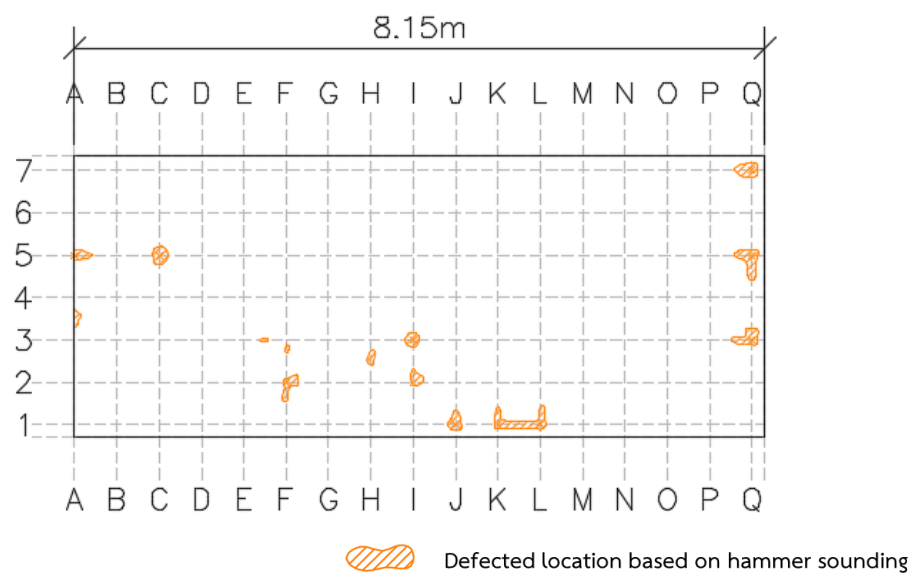 8.15m
A B C D E F G H I J K L M N O P Q
7
6
5
4
3
2
1
A B C D E F G H I J K L M N O P Q
Defected location based on hammer sounding